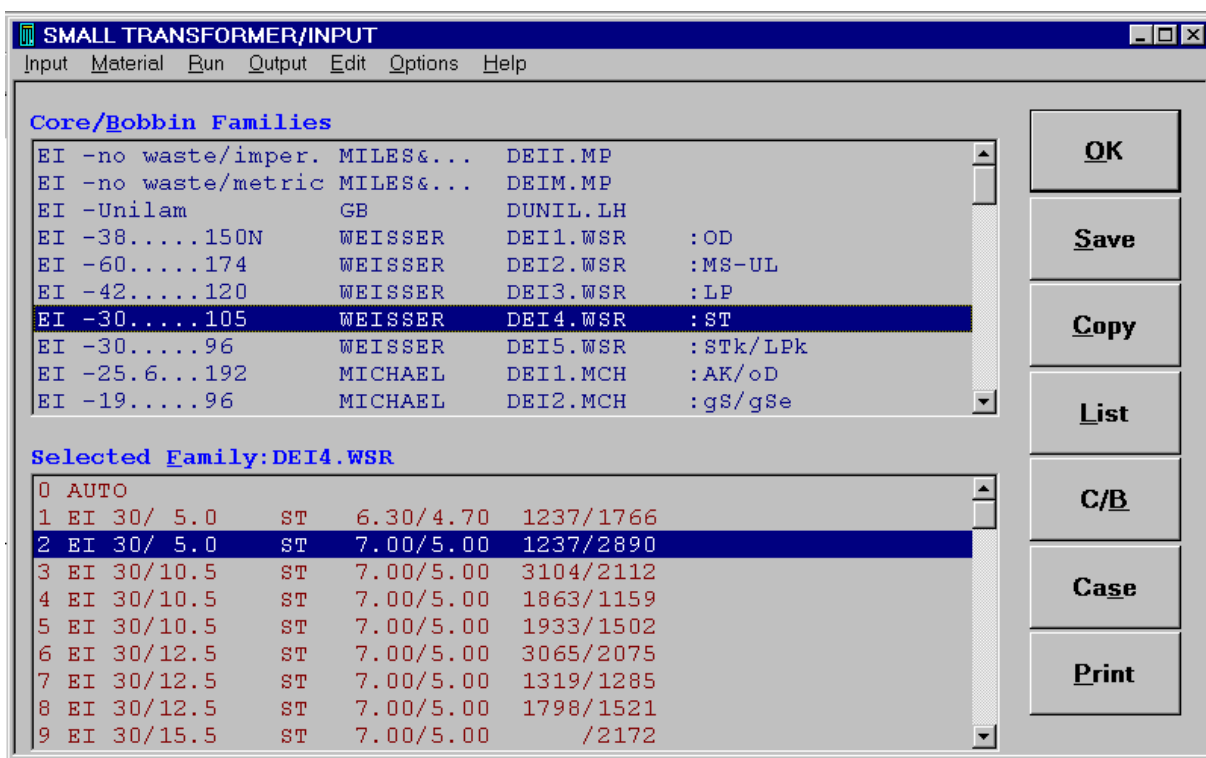 SMALL TRANSFORMER/INPUT
Input Material Run Output Edit Options Help
Core/Bobbin Families
EI -no waste/imper. MILES&... DEII.MP
EI -no waste/metric MILES&... DEIM.MP
EI -Unilam GB DUNIL.LH
EI -38.....150N WEISSER DEI1.WSR :OD
EI -60.....174 WEISSER DEI2.WSR :MS-UL
EI -42.....120 WEISSER DEI3.WSR :LP
EI -30.....105 WEISSER DEI4.WSR :ST
EI -30.....96 WEISSER DEI5.WSR :STk/LPk
EI -25.6...192 MICHAEL DEI1.MCH :AK/oD
EI -19.....96 MICHAEL DEI2.MCH :gS/gSe
Selected Family:DEI4.WSR
0 AUTO
1 EI 30/ 5.0 ST 6.30/4.70 1237/1766
2 EI 30/ 5.0 ST 7.00/5.00 1237/2890
3 EI 30/10.5 ST 7.00/5.00 3104/2112
4 EI 30/10.5 ST 7.00/5.00 1863/1159
5 EI 30/10.5 ST 7.00/5.00 1933/1502
6 EI 30/12.5 ST 7.00/5.00 3065/2075
7 EI 30/12.5 ST 7.00/5.00 1319/1285
8 EI 30/12.5 ST 7.00/5.00 1798/1521
9 EI 30/15.5 ST 7.00/5.00 /2172
OK
Save
Copy
List
C/B
Case
Print